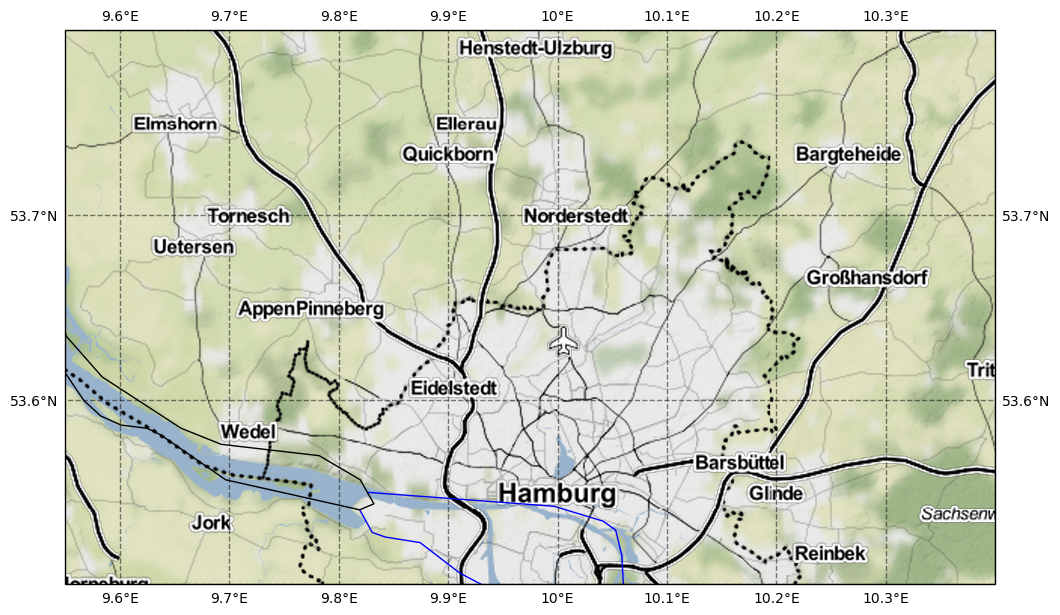 9.6°E 9.7°E 9.8°E 9.9°E 10°E 10.1°E 10.2°E 10.3°E
Henstedt-Ulzburg
Elmshorn
Ellerau
Quickborn
Bargteheide
53.7°N
Tornesch
Norderstedt
53.7°N
Uetersen
Großhansdorf
Appen
Pinneberg
Trit
53.6°N
Eidelstedt
53.6°N
Wedel
Barsbüttel
Hamburg
Glinde
Jork
Sachsenw
Reinbek
9.6°E 9.7°E 9.8°E 9.9°E 10°E 10.1°E 10.2°E 10.3°E